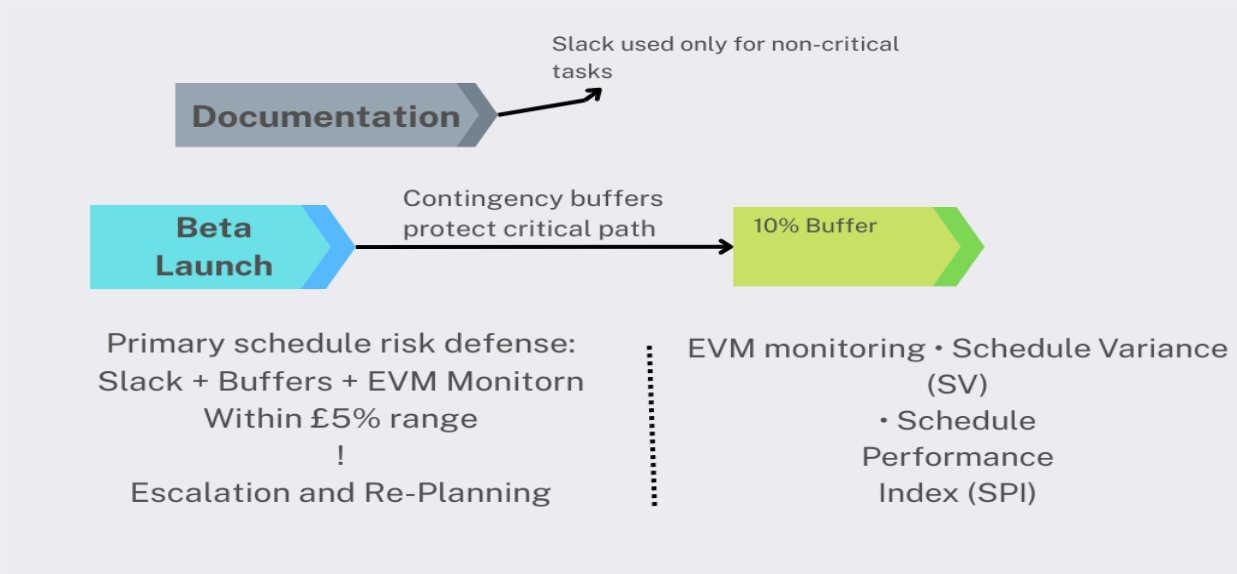 Slack used only for non-critical
tasks
Documentation
Contingency buffers
protect critical path
Beta
Launch
10% Buffer
Primary schedule risk defense:
Slack + Buffers + EVM Monitorn
Within £5% range
!
Escalation and Re-Planning
EVM monitoring • Schedule Variance
(SV)
• Schedule
Performance
Index (SPI)